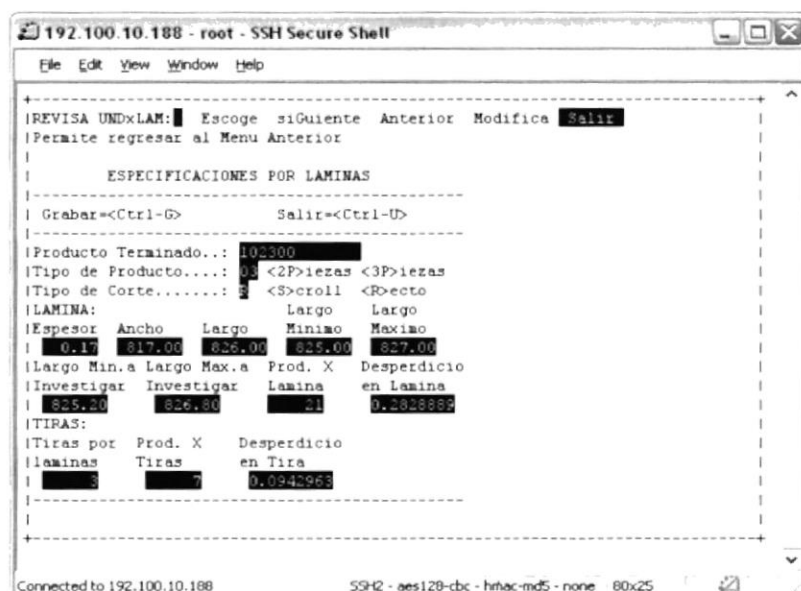 192.100.10.188 - root - SSH Secure Shell
File Edit View Window Help
REVISA UNDxLAM: Escoge siGuiente Anterior Modifica Salir
Permite regresar al Menu Anterior
ESPECIFICACIONES POR LAMINAS
Grabar=<Ctrl-G> Salir=<Ctrl-U>
Producto Terminado..: 102300
Tipo de Producto....: 03 <2P>iezas <3P>iezas
Tipo de Corte.......: R <S>croll <R>ecto
LAMINA: Largo Largo
Espesor Ancho Largo Minimo Maximo
0.17 817.00 826.00 825.00 827.00
Largo Min.a Largo Max.a Prod. X Desperdicio
Investigar Investigar Lamina en Lamina
825.20 826.80 21 0.2828889
TIRAS:
Tiras por Prod. X Desperdicio
laminas Tiras en Tira
3 7 0.0942963
Connected to 192.100.10.188 SSH2 - aes128-cbc - hmac-md5 - none 80x25